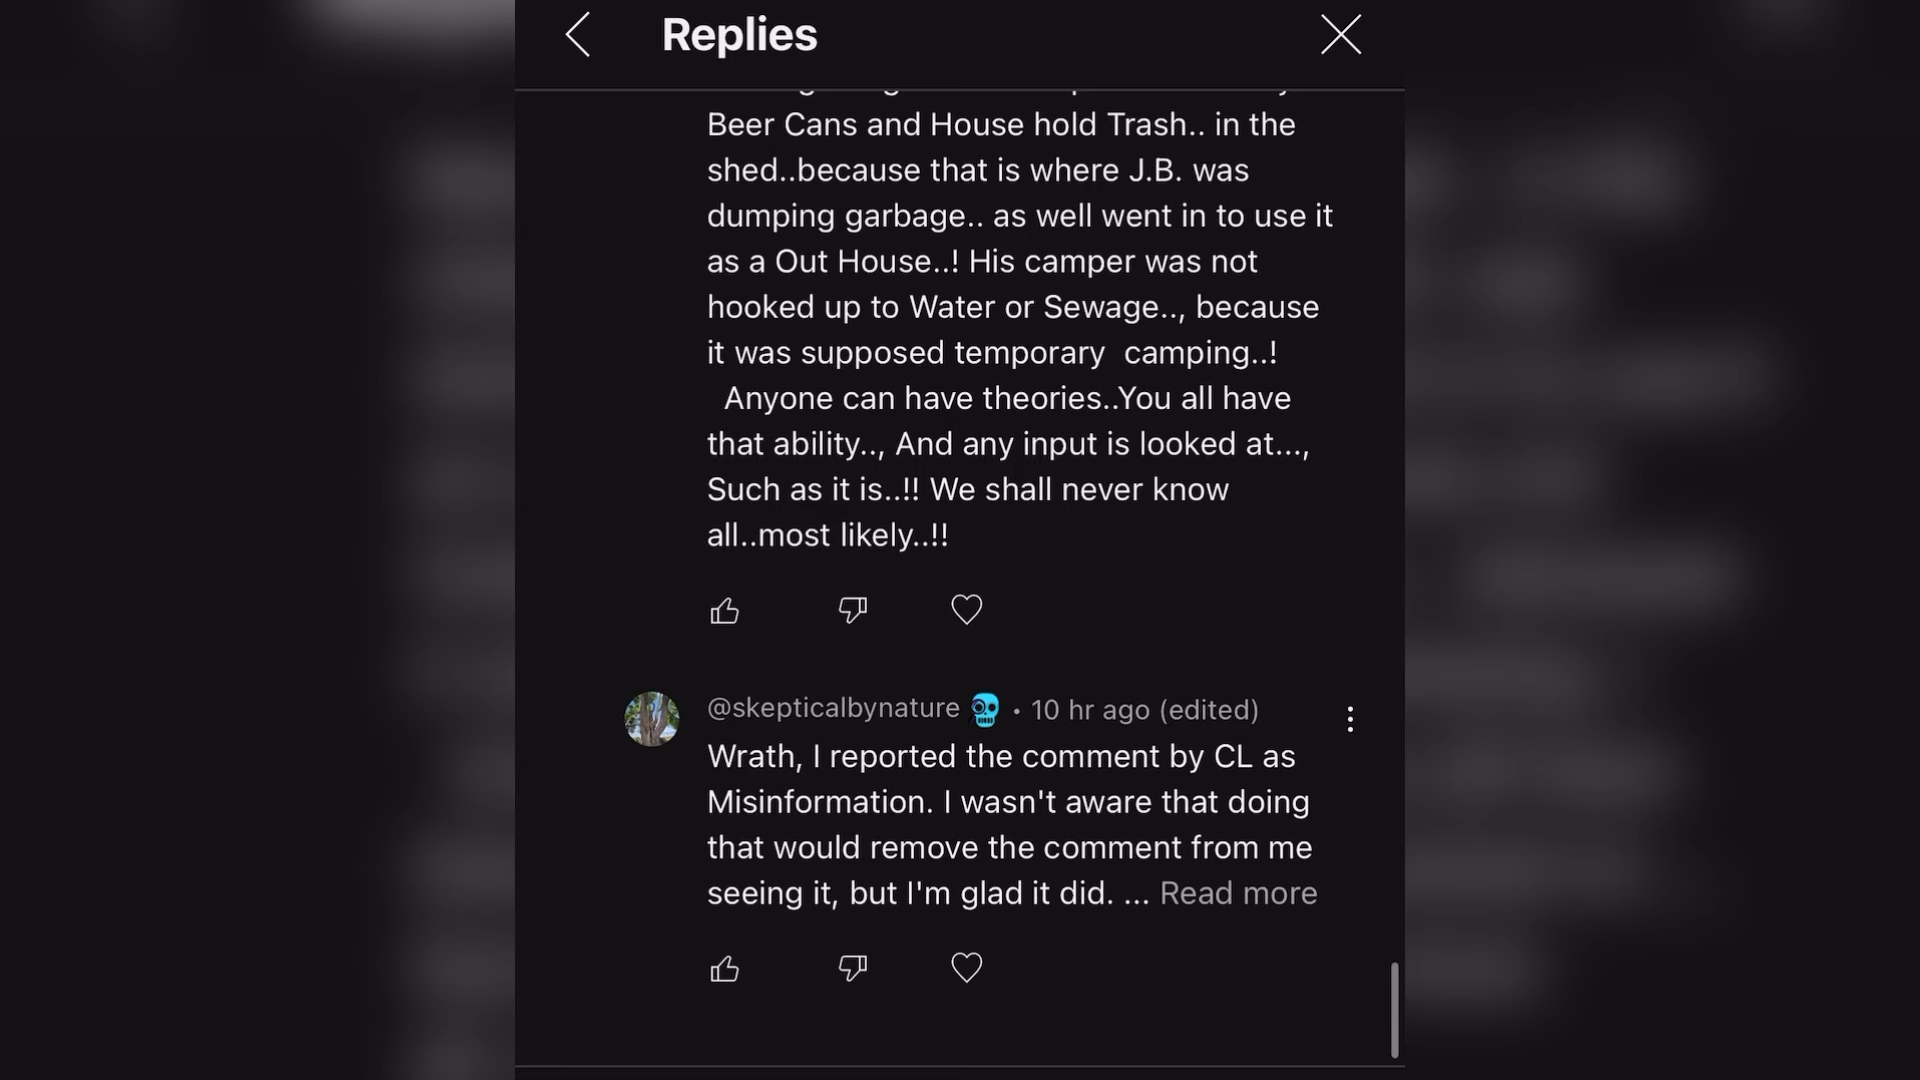 Replies
Beer Cans and House hold Trash.. in the
shed..because that is where J.B. was
dumping garbage.. as well went in to use it
as a Out House..! His camper was not
hooked up to Water or Sewage.., because
it was supposed temporary  camping..!
Anyone can have theories..You all have
that ability.., And any input is looked at...,
Such as it is..!! We shall never know
all..most likely..!!
@skepticalbynature • 10 hr ago (edited)
Wrath, I reported the comment by CL as
Misinformation. I wasn't aware that doing
that would remove the comment from me
seeing it, but I'm glad it did. ... Read more